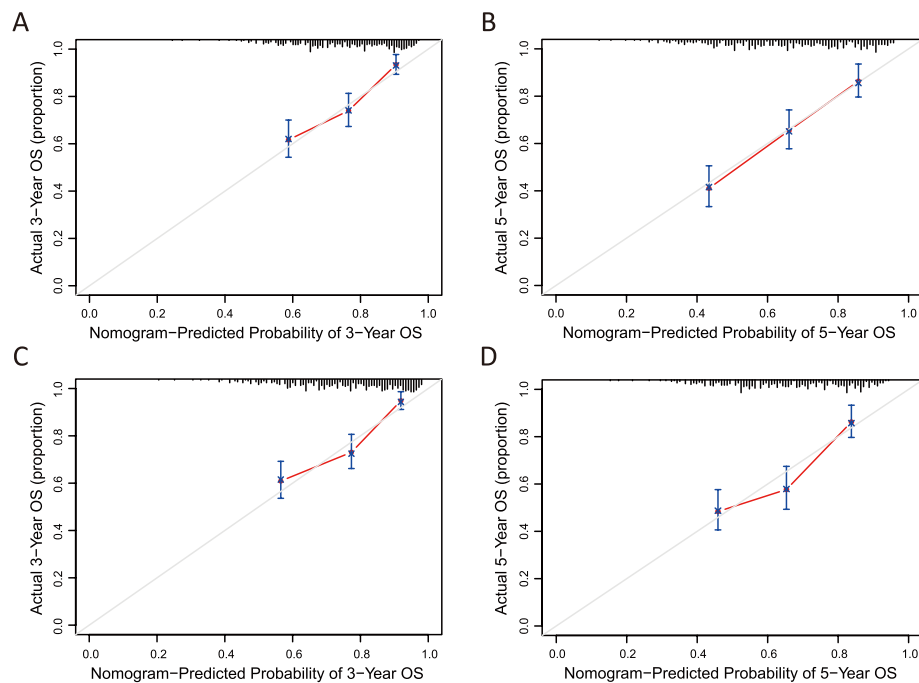 A
Actual 3−Year OS (proportion)
1.0
0.8
0.6
0.4
0.2
0.0
0.0 0.2 0.4 0.6 0.8 1.0
Nomogram−Predicted Probability of 3−Year OS
B
Actual 5−Year OS (proportion)
1.0
0.8
0.6
0.4
0.2
0.0
0.0 0.2 0.4 0.6 0.8 1.0
Nomogram−Predicted Probability of 5−Year OS
C
Actual 3−Year OS (proportion)
1.0
0.8
0.6
0.4
0.2
0.0
0.0 0.2 0.4 0.6 0.8 1.0
Nomogram−Predicted Probability of 3−Year OS
D
Actual 5−Year OS (proportion)
1.0
0.8
0.6
0.4
0.2
0.0
0.0 0.2 0.4 0.6 0.8 1.0
Nomogram−Predicted Probability of 5−Year OS